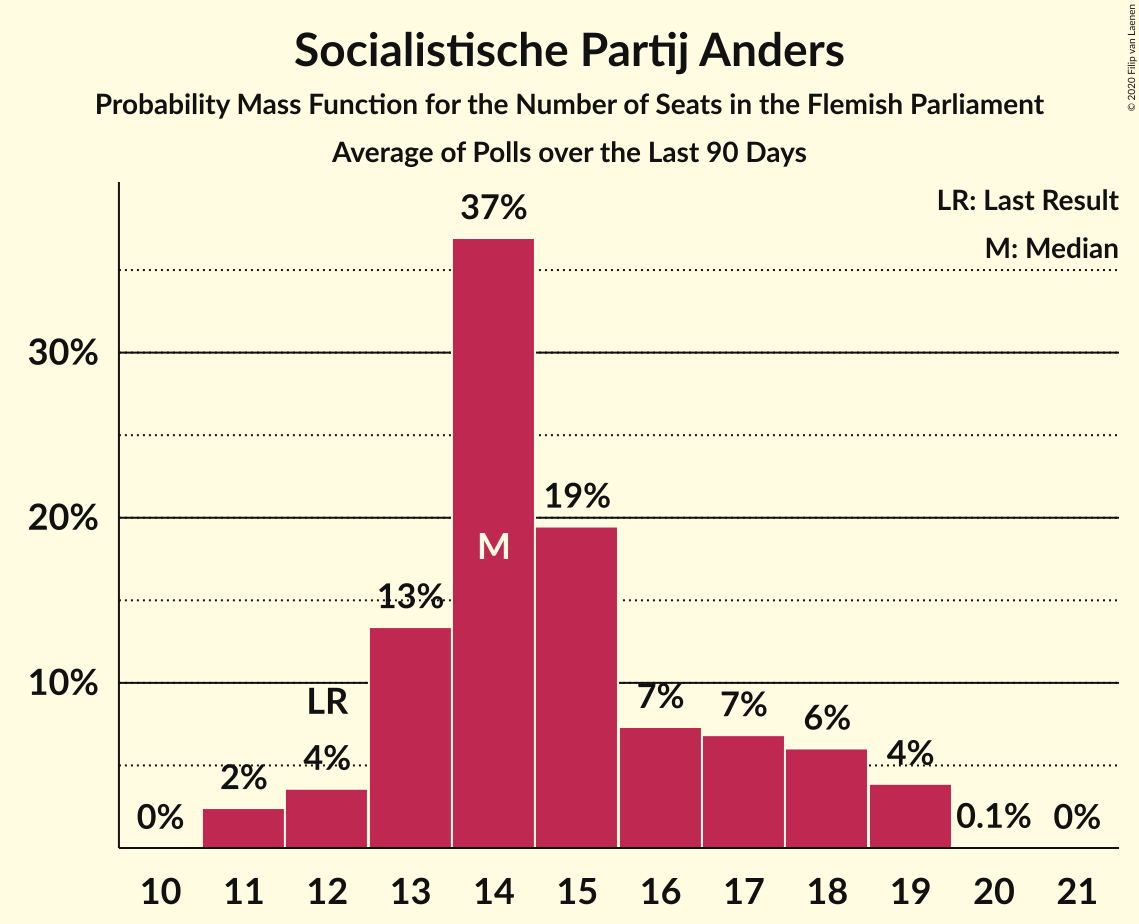 Socialistische Partij Anders
Probability Mass Function for the Number of Seats in the Flemish Parliament
Average of Polls over the Last 90 Days
© 2020 Filip van Laenen
LR: Last Result
M: Median
37%
30%
19%
20%
M
13%
10%
LR
7%
7%
6%
4%
4%
2%
0%
0.1%
0%
10 11 12 13 14 15 16 17 18 19 20 21